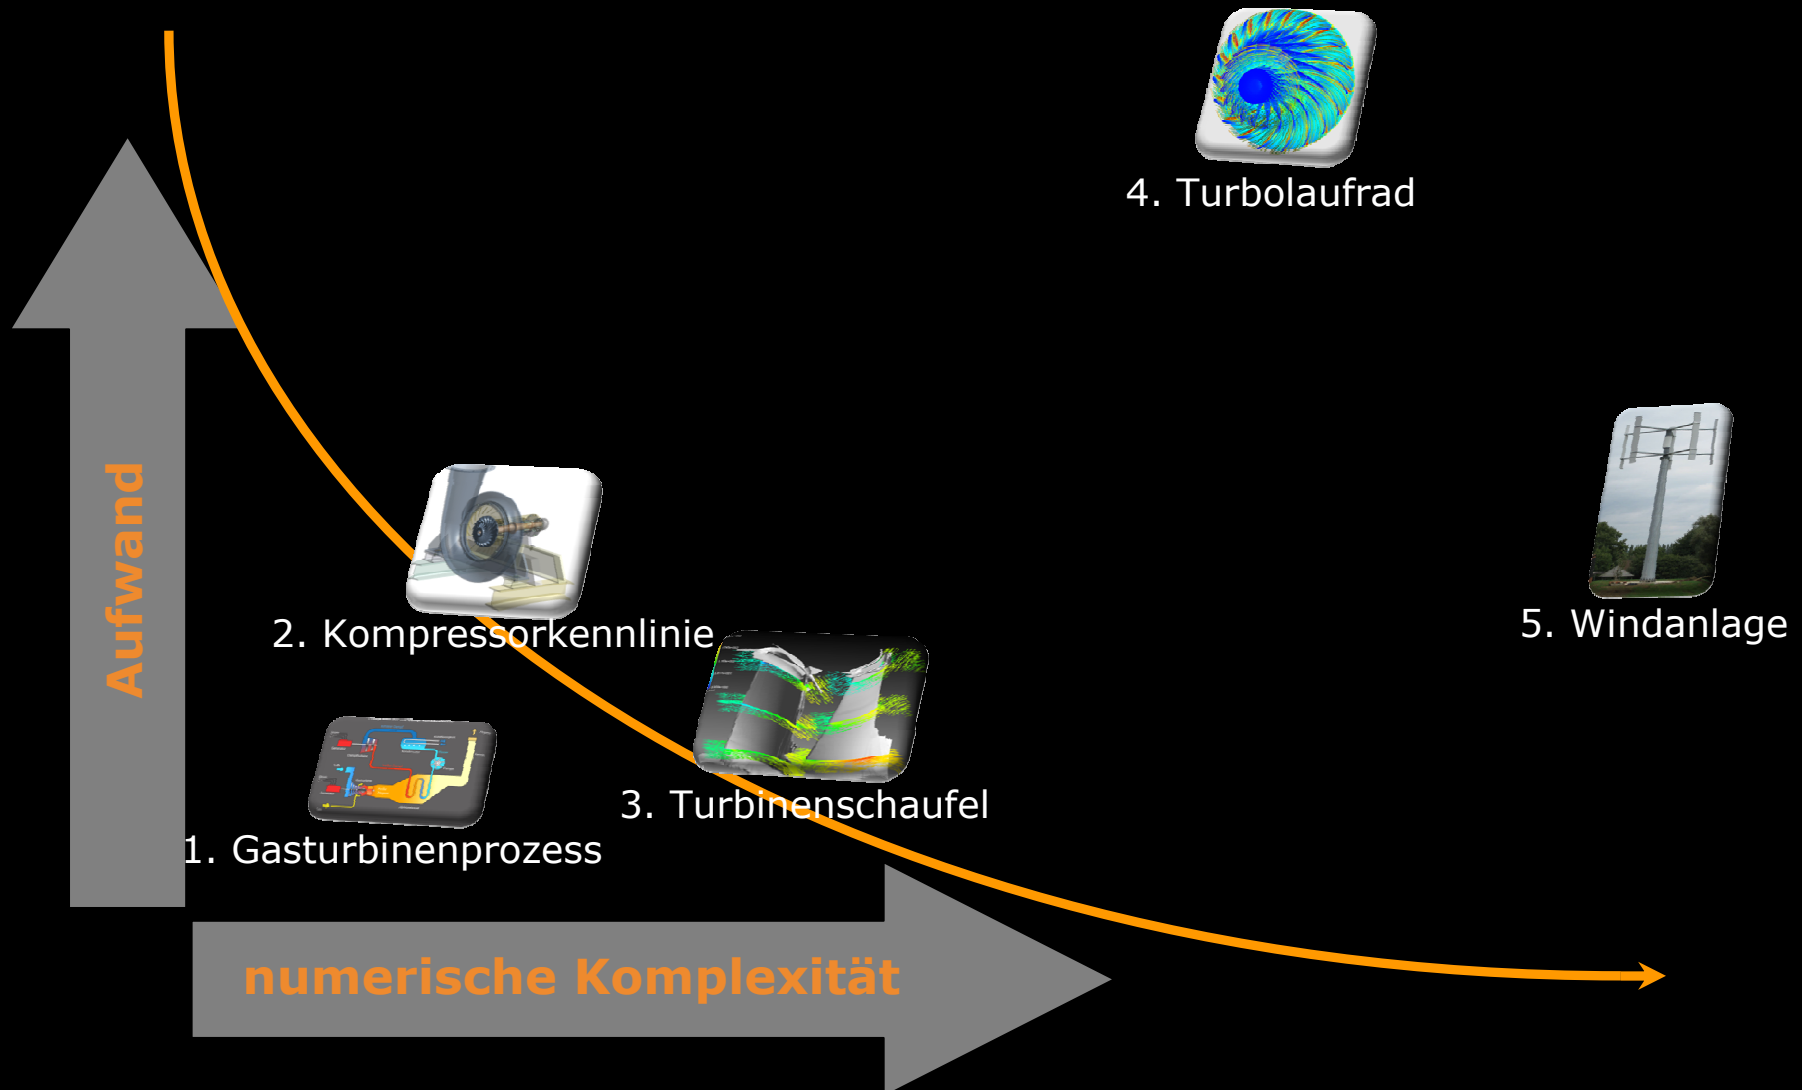 4. Turbolaufrad
Aufwand
2. Kompressorkennlinie
5. Windanlage
3. Turbinenschaufel
1. Gasturbinenprozess
numerische Komplexität